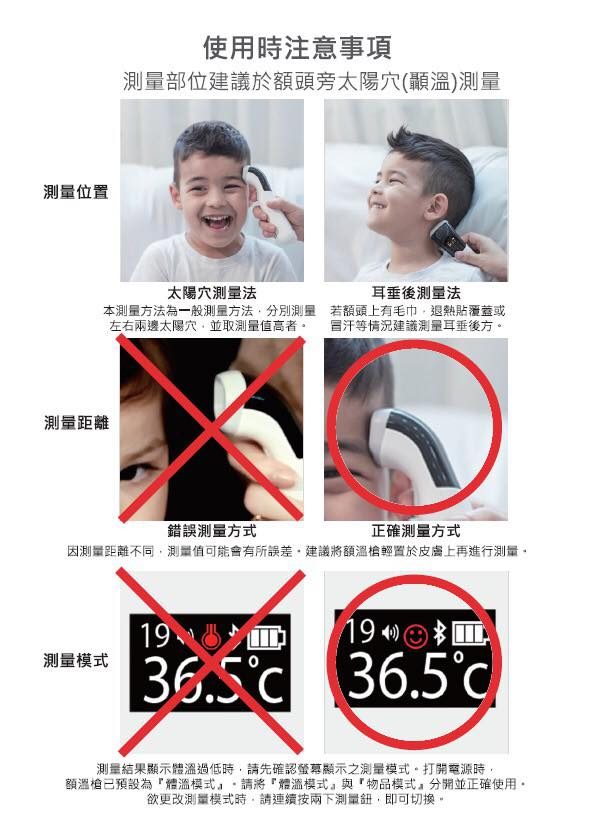 使用時注意事項
測量部位建議於額頭旁太陽穴(顳溫)測量
測量位置
太陽穴測量法
本測量方法為一般測量方法，分別測量
左右兩邊太陽穴，並取測量值高者。
耳垂後測量法
若額頭上有毛巾，退熱貼覆蓋或
冒汗等情況建議測量耳垂後方。
測量距離
錯誤測量方式
正確測量方式
因測量距離不同，測量值可能會有所誤差。建議將額溫槍輕置於皮膚上再進行測量。
測量模式
19
36.5°c
19
36.5°c
測量結果顯示體溫過低時，請先確認螢幕顯示之測量模式。打開電源時，
額溫槍已預設為『體溫模式』。請將『體溫模式』與『物品模式』分開並正確使用。
欲更改測量模式時，請連續按兩下測量鈕，即可切換。